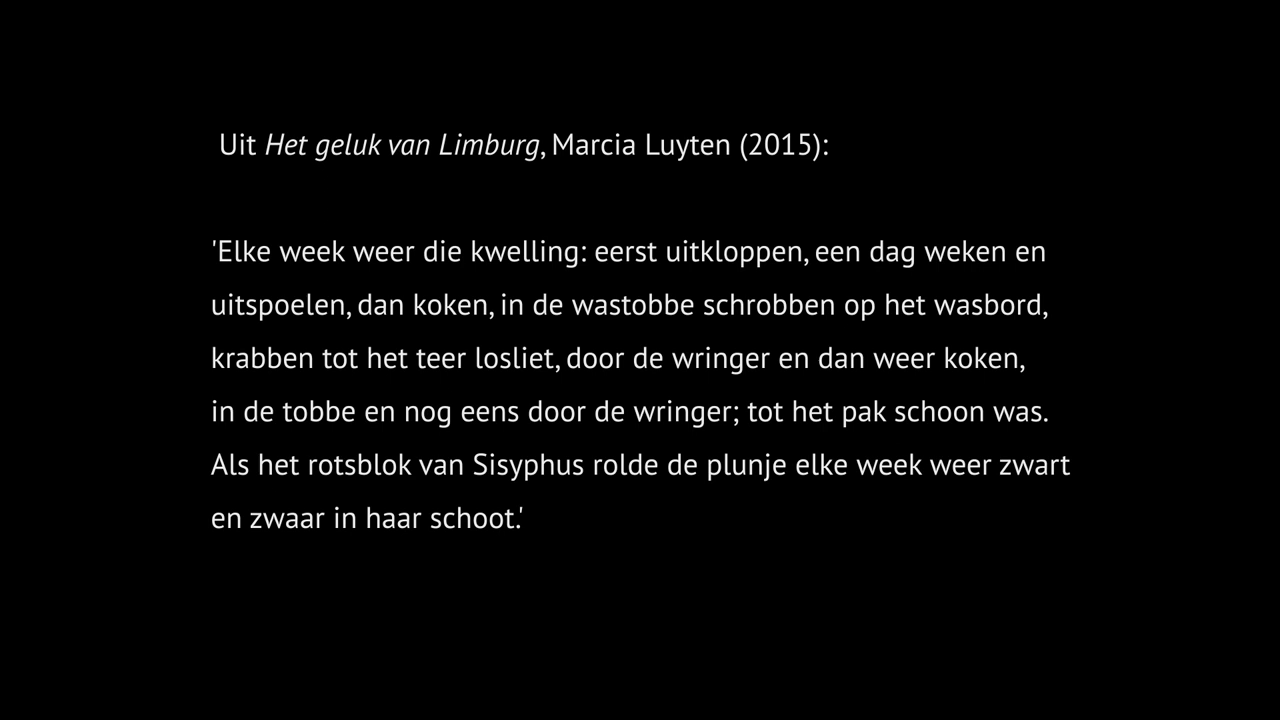 Uit Het geluk van Limburg, Marcia Luyten (2015):
'Elke week weer die kwelling: eerst uitkloppen, een dag weken en
uitspoelen, dan koken, in de wastobbe schrobben op het wasbord,
krabben tot het teer losliet, door de wringer en dan weer koken,
in de tobbe en nog eens door de wringer; tot het pak schoon was.
Als het rotsblok van Sisyphus rolde de plunje elke week weer zwart
en zwaar in haar schoot.'